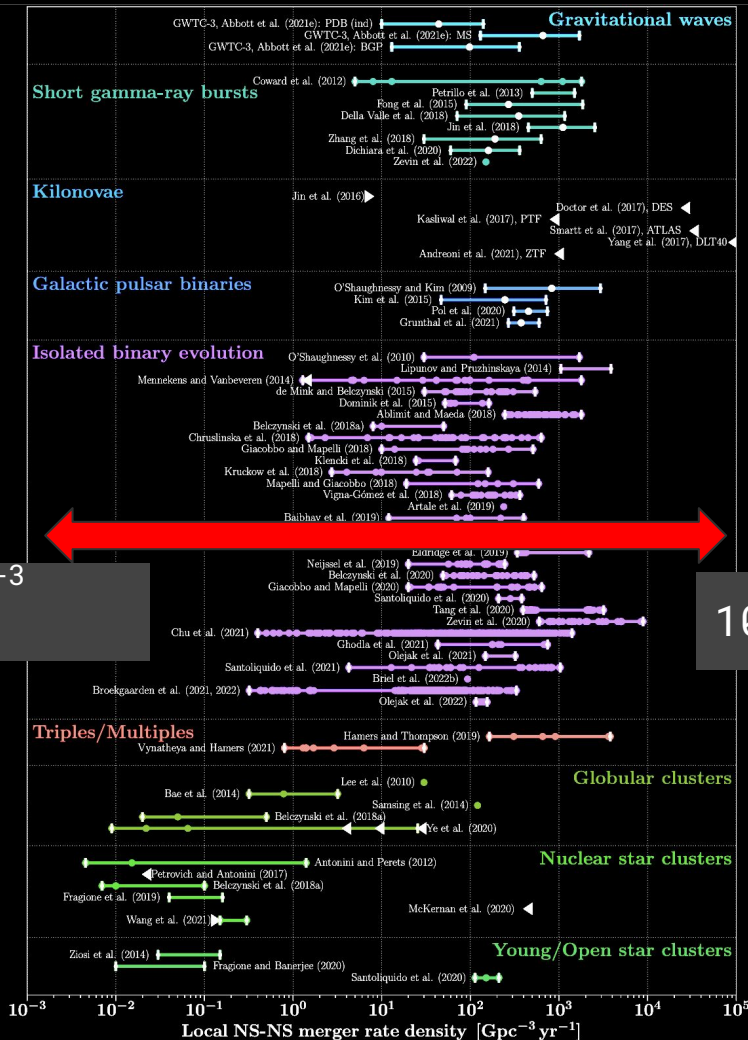 Gravitational waves
GWTC-3, Abbott et al. (2021e): PDB (ind)
GWTC-3, Abbott et al. (2021e): MS
GWTC-3, Abbott et al. (2021e): BGP
Short gamma-ray bursts
Coward et al. (2012)
Petrillo et al. (2013)
Fong et al. (2015)
Della Valle et al. (2018)
Jin et al. (2018)
Zhang et al. (2018)
Dichiara et al. (2020)
Zevin et al. (2022)
Kilonovae
Jin et al. (2016)
Doctor et al. (2017), DES
Kasliwal et al. (2017), PTF
Smartt et al. (2017), ATLAS
Yang et al. (2017), DLT40
Andreoni et al. (2021), ZTF
Galactic pulsar binaries
O'Shaughnessy and Kim (2009)
Kim et al. (2015)
Pol et al. (2020)
Grunthal et al. (2021)
Isolated binary evolution
O'Shaughnessy et al. (2010)
Lipunov and Pruzhinskaya (2014)
Mennekens and Vanbeveren (2014)
de Mink and Belczynski (2015)
Dominik et al. (2015)
Ablimit and Maeda (2018)
Belczynski et al. (2018a)
Chruslinska et al. (2018)
Giacobbo and Mapelli (2018)
Klencki et al. (2018)
Kruckow et al. (2018)
Mapelli and Giacobbo (2018)
Vigna-Gómez et al. (2018)
Artale et al. (2019)
Baibhav et al. (2019)
Eldridge et al. (2019)
Neijssel et al. (2019)
Belczynski et al. (2020)
Giacobbo and Mapelli (2020)
Santoliquido et al. (2020)
Tang et al. (2020)
Zevin et al. (2020)
Chu et al. (2021)
Ghodla et al. (2021)
Olejak et al. (2021)
Santoliquido et al. (2021)
Briel et al. (2022b)
Broekgaarden et al. (2021, 2022)
Olejak et al. (2022)
-3
10
Triples/Multiples
Hamers and Thompson (2019)
Vynatheya and Hamers (2021)
Globular clusters
Lee et al. (2010)
Bae et al. (2014)
Samsing et al. (2014)
Belczynski et al. (2018a)
Ye et al. (2020)
Nuclear star clusters
Antonini and Perets (2012)
Petrovich and Antonini (2017)
Belczynski et al. (2018a)
Fragione et al. (2019)
McKernan et al. (2020)
Wang et al. (2021)
Young/Open star clusters
Ziosi et al. (2014)
Fragione and Banerjee (2020)
Santoliquido et al. (2020)
10⁻³ 10⁻² 10⁻¹ 10⁰ 10¹ 10² 10³ 10⁴ 10⁵
Local NS-NS merger rate density [Gpc⁻³ yr⁻¹]